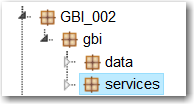 GBI_002
gbi
data
services